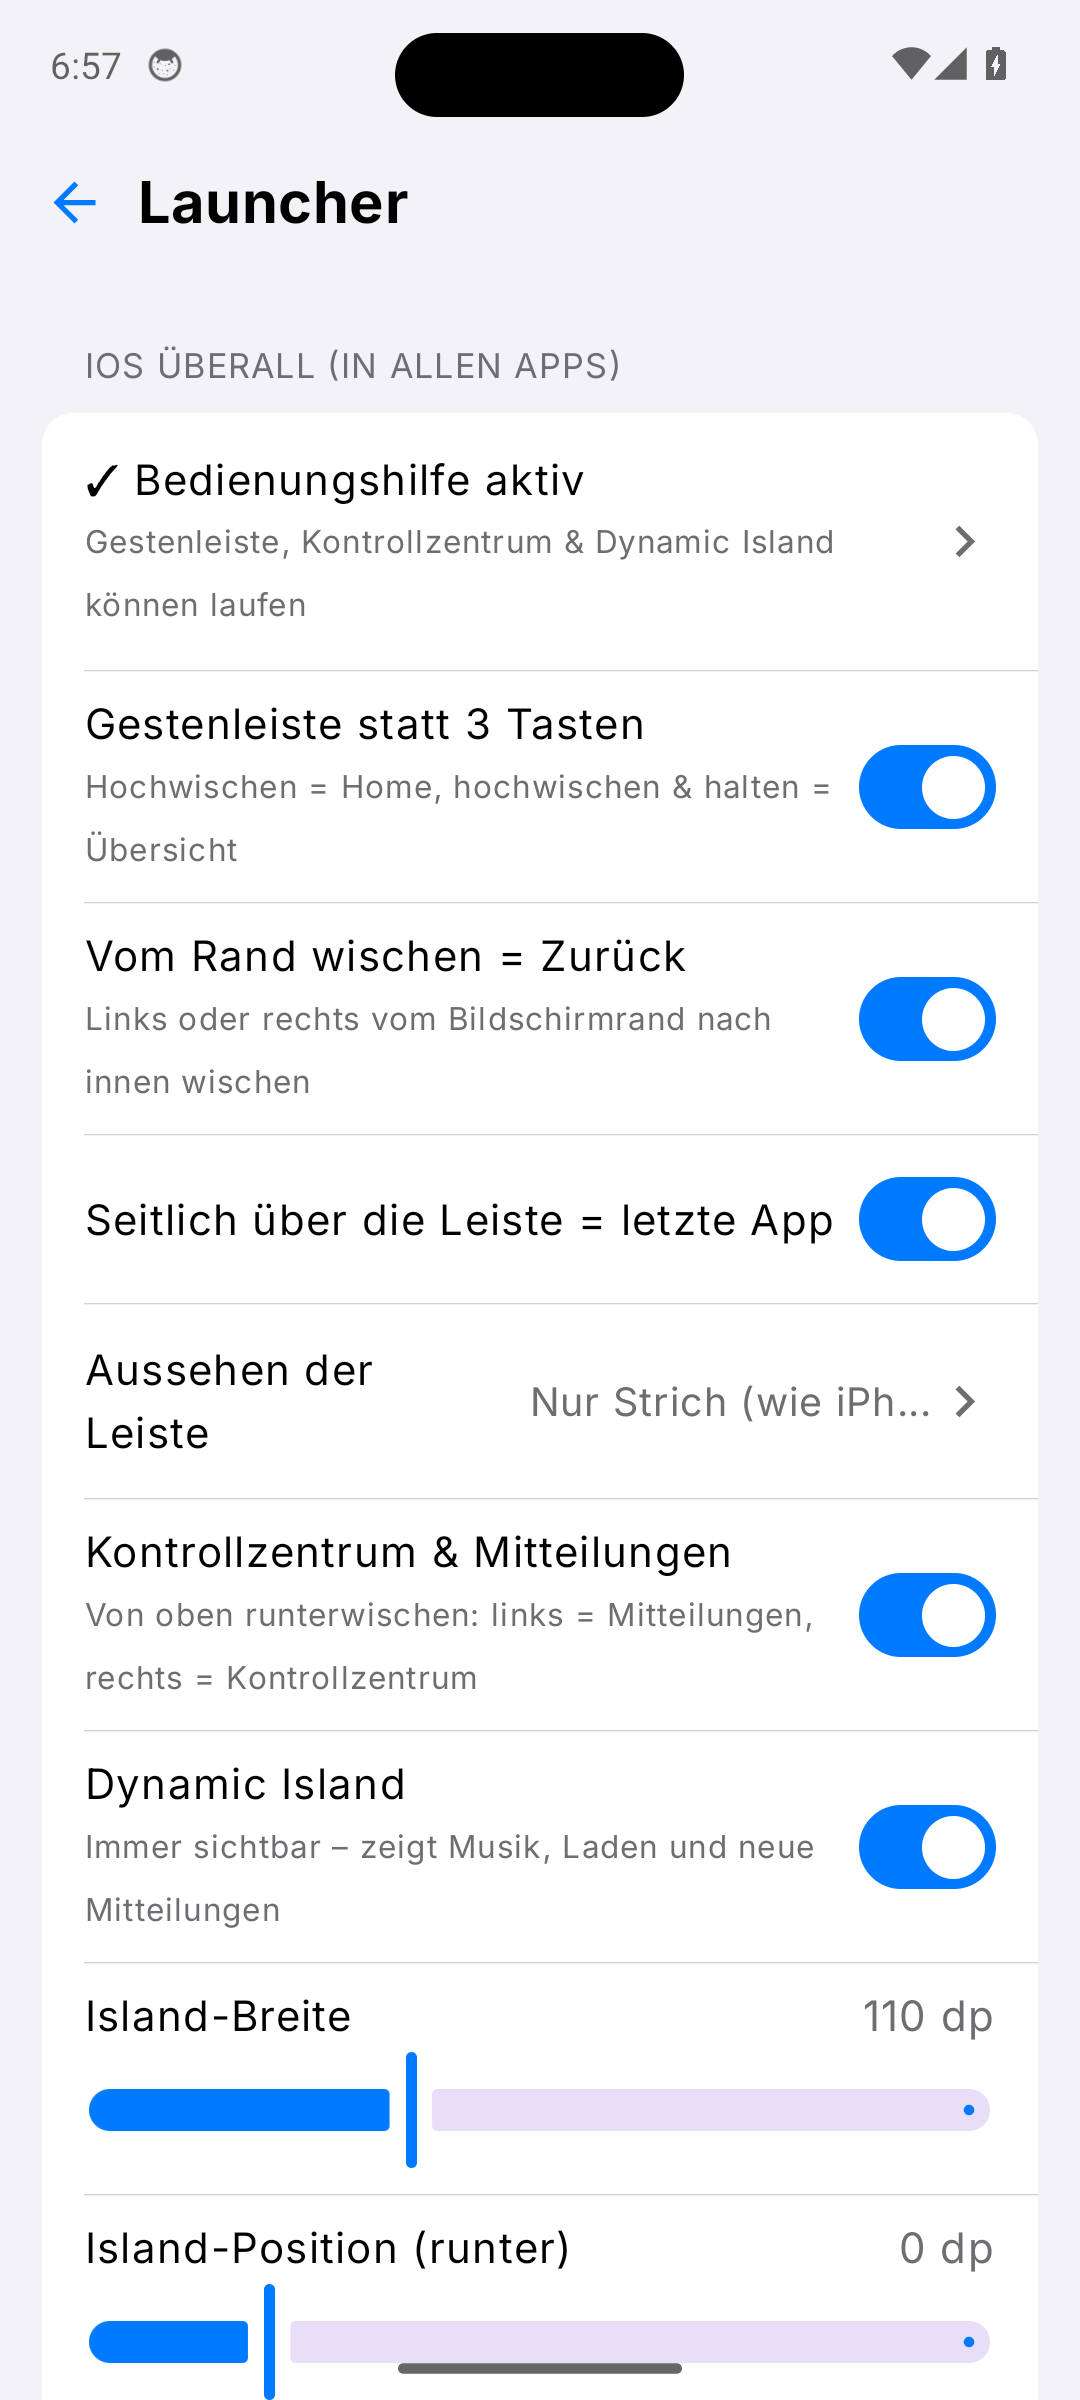 6:57
Launcher
IOS ÜBERALL (IN ALLEN APPS)
✓ Bedienungshilfe aktiv
Gestenleiste, Kontrollzentrum & Dynamic Island
können laufen
Gestenleiste statt 3 Tasten
Hochwischen = Home, hochwischen & halten =
Übersicht
Vom Rand wischen = Zurück
Links oder rechts vom Bildschirmrand nach
innen wischen
Seitlich über die Leiste = letzte App
Aussehen der
Leiste
Nur Strich (wie iPh...
Kontrollzentrum & Mitteilungen
Von oben runterwischen: links = Mitteilungen,
rechts = Kontrollzentrum
Dynamic Island
Immer sichtbar – zeigt Musik, Laden und neue
Mitteilungen
Island-Breite 110 dp
Island-Position (runter) 0 dp